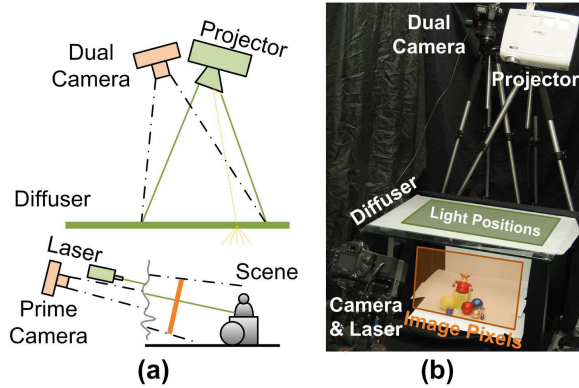 Dual
Camera
Projector
Diffuser
Laser
Prime
Camera
Scene
(a)
Dual
Camera
Projector
Diffuser
Light Positions
Camera
& Laser
Image Pixels
(b)